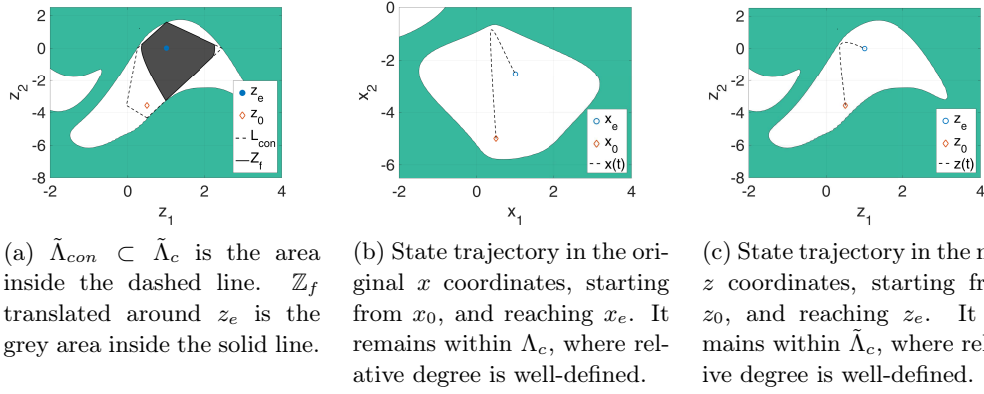 2
0
-2
-4
-6
-8
z2
-2
0
2
4
z1
ze
z0
Lcon
Zf
0
-2
-4
-6
x2
-2
0
2
4
x1
xe
x0
x(t)
2
0
-2
-4
-6
-8
z2
-2
0
2
4
z1
ze
z0
z(t)
(a) Λ̃con ⊂ Λ̃c is the area
inside the dashed line. ℤf
translated around ze is the
grey area inside the solid line.
(b) State trajectory in the ori-
ginal x coordinates, starting
from x0, and reaching xe. It
remains within Λc, where rel-
ative degree is well-defined.
(c) State trajectory in the
z coordinates, starting
z0, and reaching ze. It
mains within Λ̃c, where
ive degree is well-defined.